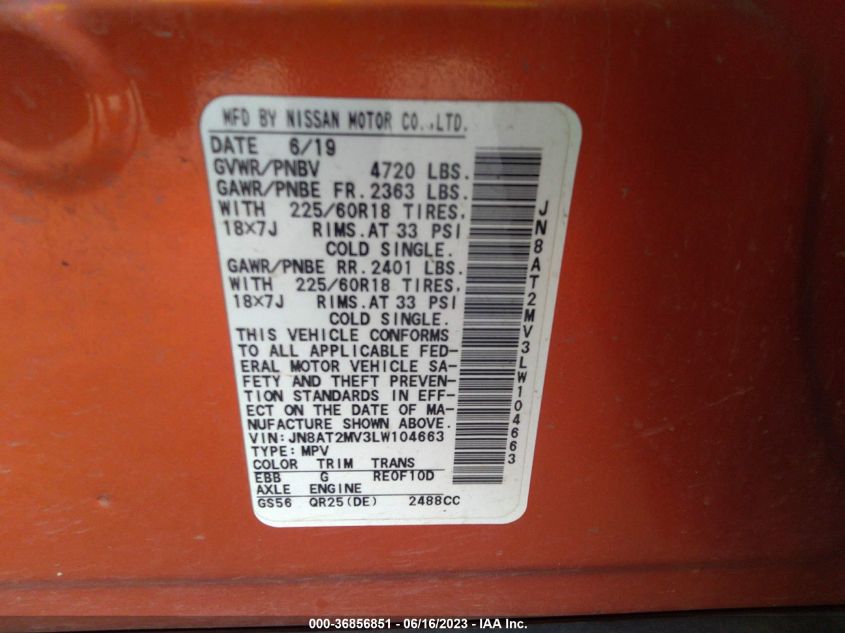 MFD BY NISSAN MOTOR CO.,LTD.
DATE 6/19
GVWR/PNBV 4720 LBS.
GAWR/PNBE FR. 2363 LBS.
WITH 225/60R18 TIRES,
18×7J RIMS.AT 33 PSI
COLD SINGLE.
GAWR/PNBE RR. 2401 LBS.
WITH 225/60R18 TIRES,
18×7J RIMS.AT 33 PSI
COLD SINGLE.
THIS VEHICLE CONFORMS
TO ALL APPLICABLE FED-
ERAL MOTOR VEHICLE SA-
FETY AND THEFT PREVEN-
TION STANDARDS IN EFF-
ECT ON THE DATE OF MA-
NUFACTURE SHOWN ABOVE.
VIN:JN8AT2MV3LW104663
TYPE:MPV
COLOR TRIM TRANS
EBB G RE0F10D
AXLE ENGINE
GS56 QR25(DE) 2488CC
JN8AT2MV3LW104663
000-36856851 - 06/16/2023 - IAA Inc.